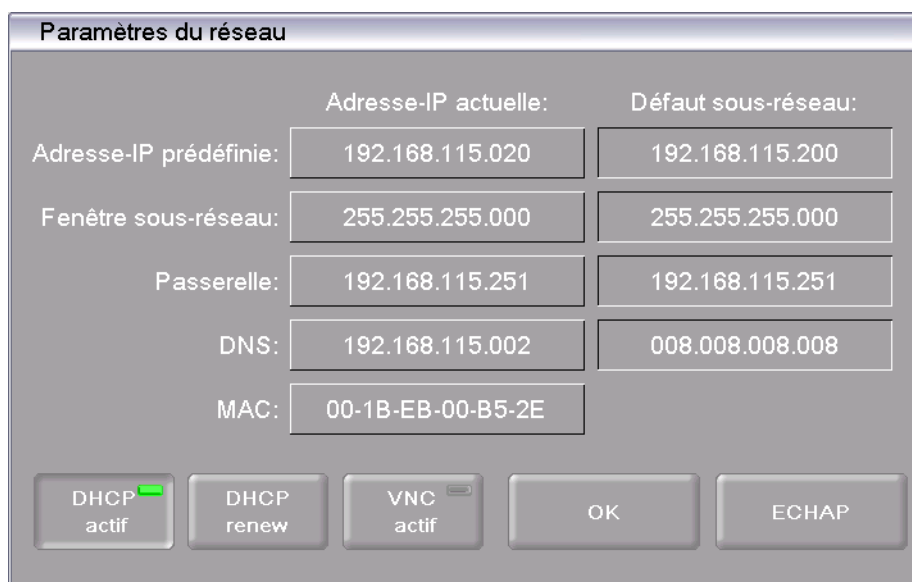 Paramètres du réseau
Adresse-IP actuelle: Défaut sous-réseau:
Adresse-IP prédéfinie: 192.168.115.020 192.168.115.200
Fenêtre sous-réseau: 255.255.255.000 255.255.255.000
Passerelle: 192.168.115.251 192.168.115.251
DNS: 192.168.115.002 008.008.008.008
MAC: 00-1B-EB-00-B5-2E
DHCP actif DHCP renew VNC actif OK ECHAP